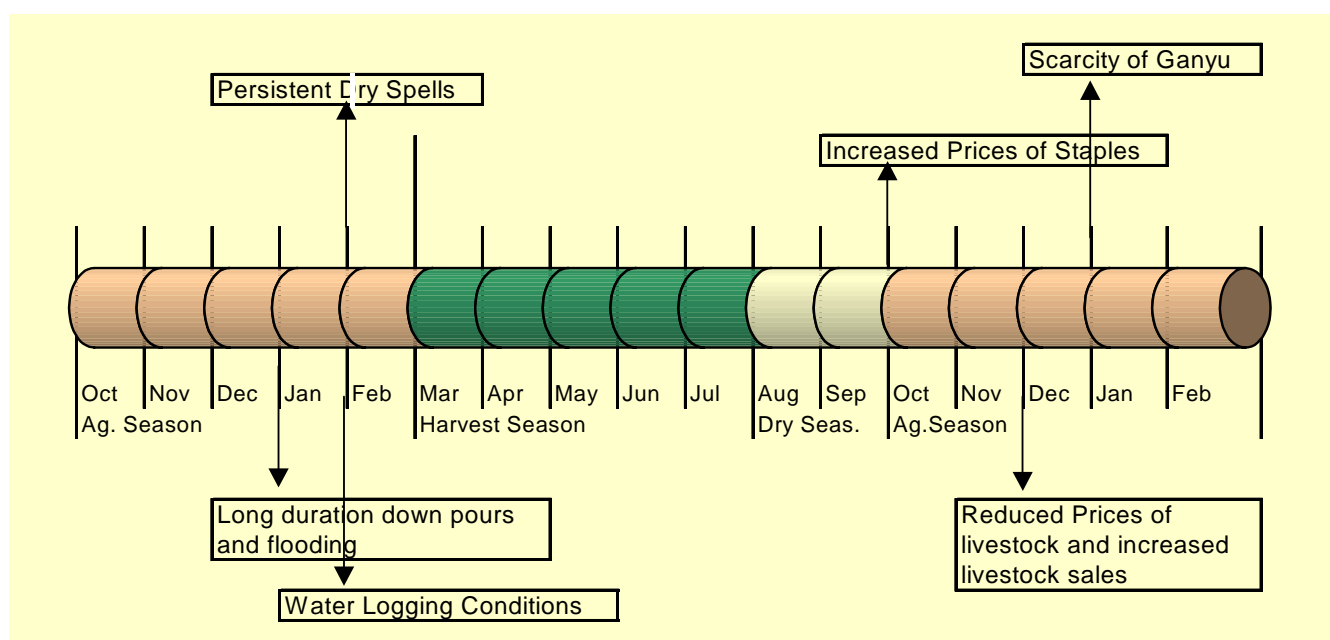 Scarcity of Ganyu
Persistent Dry Spells
Increased Prices of Staples
Oct Nov Dec Jan Feb Mar Apr May Jun Jul Aug Sep Oct Nov Dec Jan Feb
Ag. Season Harvest Season Dry Seas. Ag.Season
Long duration down pours
and flooding
Reduced Prices of
livestock and increased
livestock sales
Water Logging Conditions